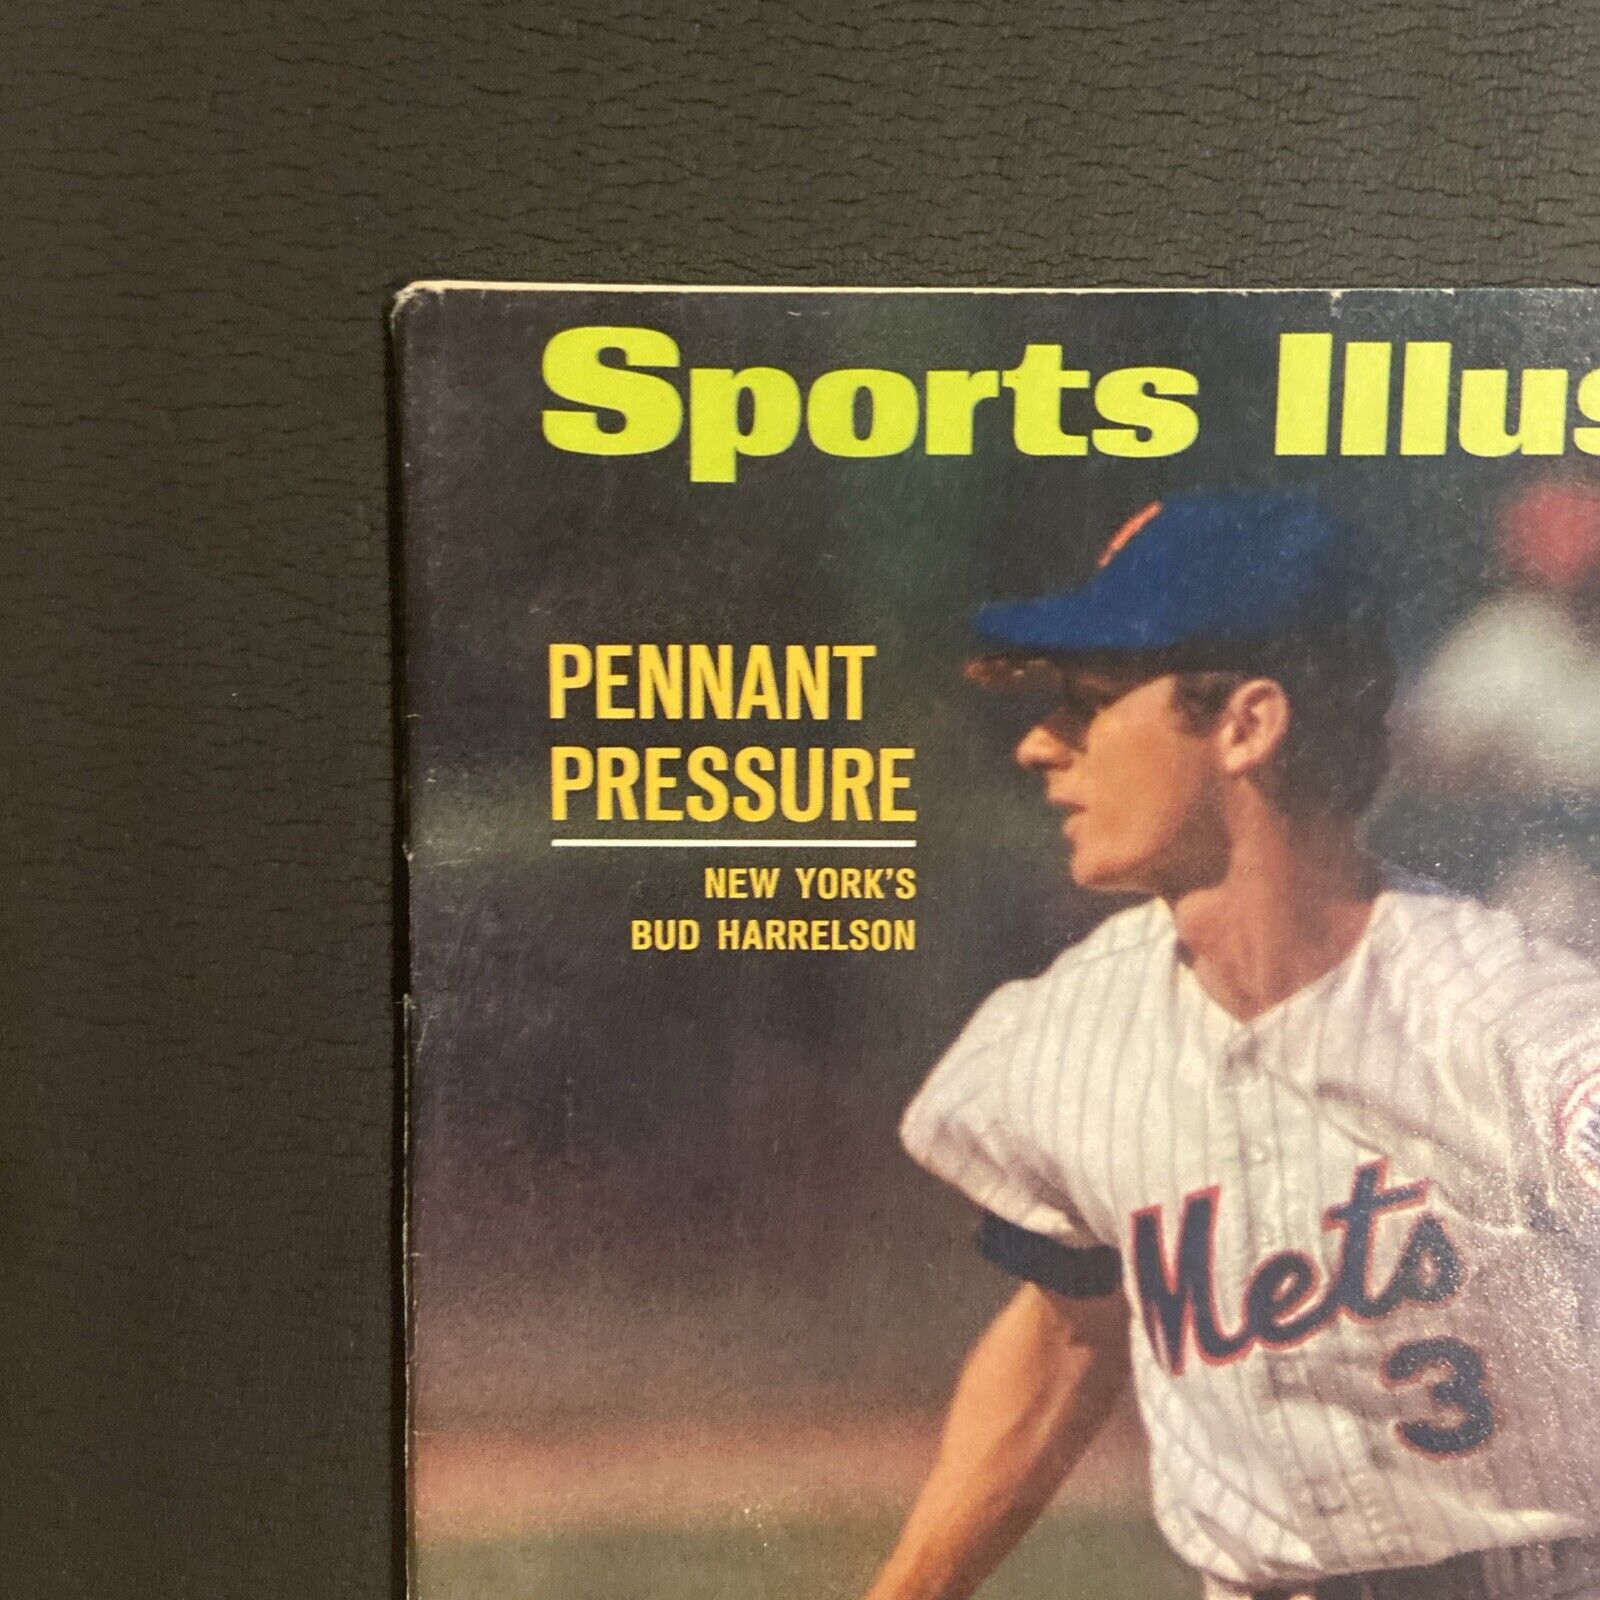 Sports Illus
PENNANT
PRESSURE
NEW YORK'S
BUD HARRELSON
Mets
3